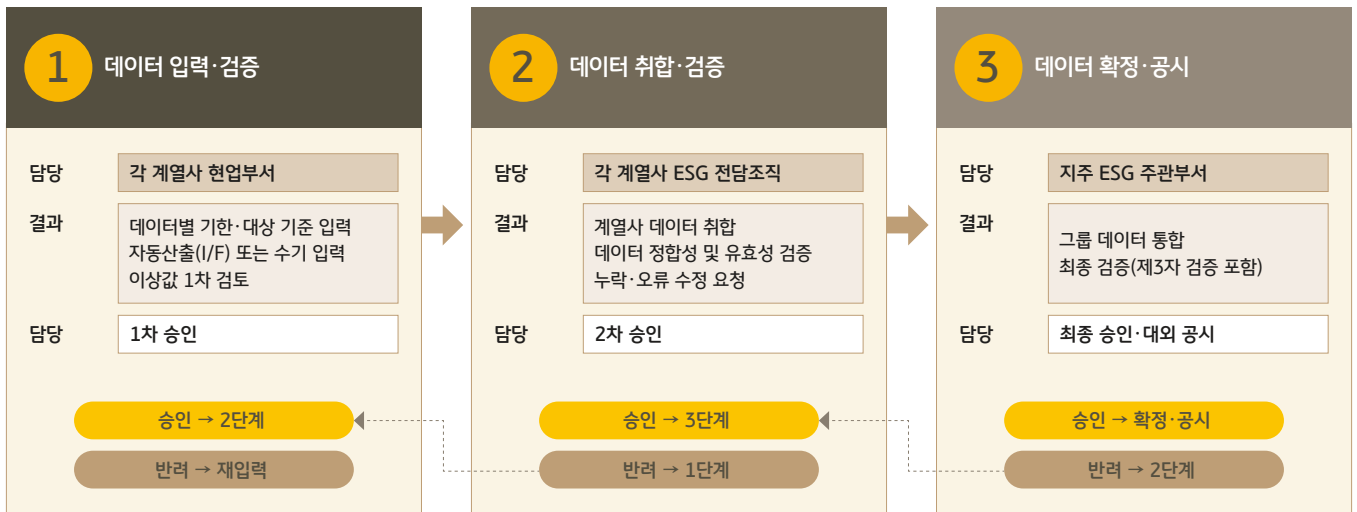 1
데이터 입력·검증
담당
각 계열사 현업부서
결과
데이터별 기한·대상 기준 입력
자동산출(I/F) 또는 수기 입력
이상값 1차 검토
담당
1차 승인
승인 → 2단계
반려 → 재입력
2
데이터 취합·검증
담당
각 계열사 ESG 전담조직
결과
계열사 데이터 취합
데이터 정합성 및 유효성 검증
누락·오류 수정 요청
담당
2차 승인
승인 → 3단계
반려 → 1단계
3
데이터 확정·공시
담당
지주 ESG 주관부서
결과
그룹 데이터 통합
최종 검증(제3자 검증 포함)
담당
최종 승인·대외 공시
승인 → 확정·공시
반려 → 2단계